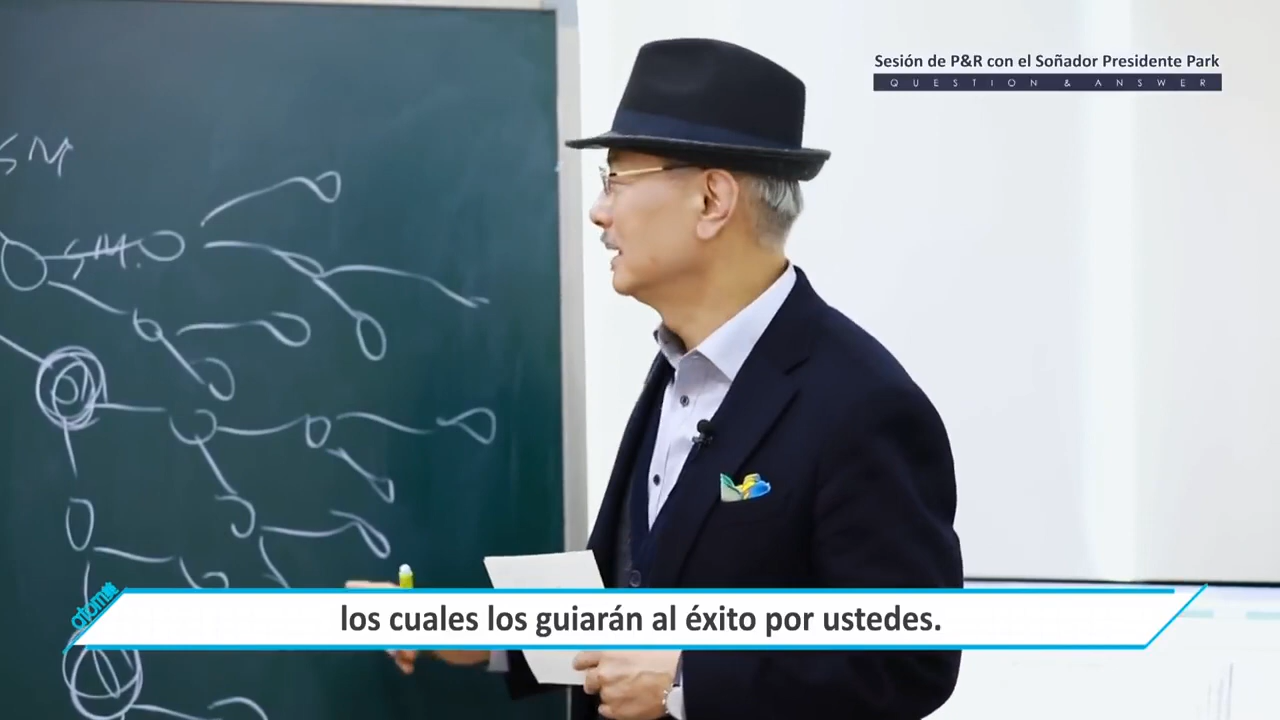 Sesión de P&R con el Soñador Presidente Park
QUESTION & ANSWER
SM
SM.
atom
los cuales los guiarán al éxito por ustedes.